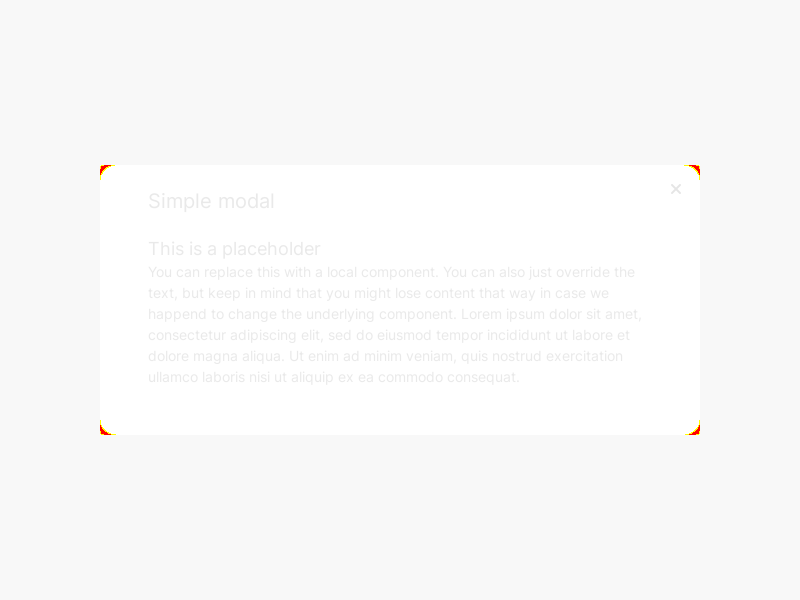 Simple modal
This is a placeholder
You can replace this with a local component. You can also just override the
text, but keep in mind that you might lose content that way in case we
happend to change the underlying component. Lorem ipsum dolor sit amet,
consectetur adipiscing elit, sed do eiusmod tempor incididunt ut labore et
dolore magna aliqua. Ut enim ad minim veniam, quis nostrud exercitation
ullamco laboris nisi ut aliquip ex ea commodo consequat.